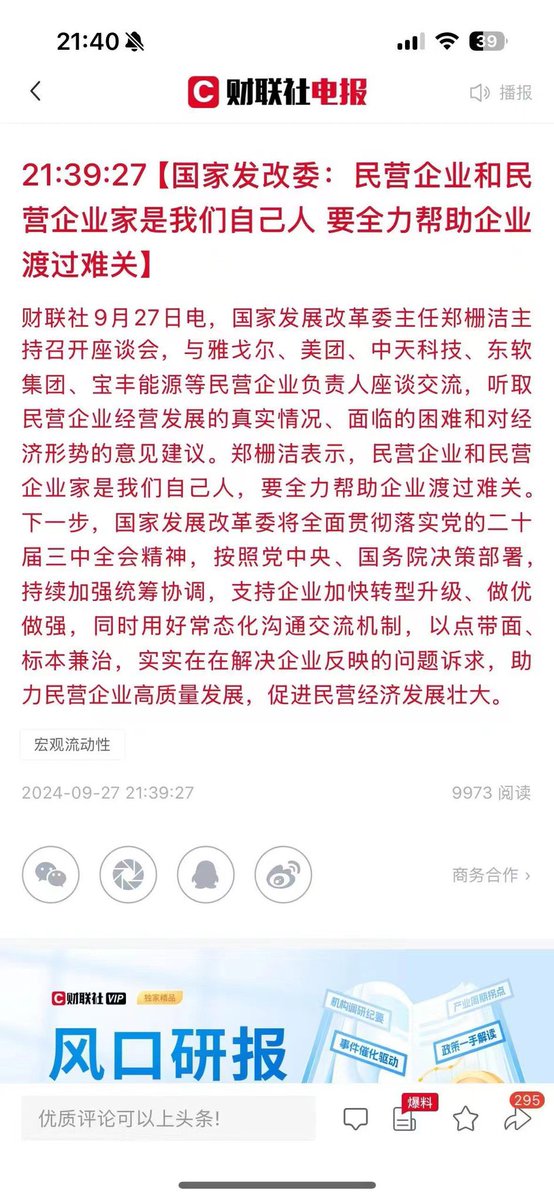 21:40
39
财联社电报
播报
21:39:27【国家发改委：民营企业和民
营企业家是我们自己人 要全力帮助企业
渡过难关】
财联社9月27日电，国家发展改革委主任郑栅洁主
持召开座谈会，与雅戈尔、美团、中天科技、东软
集团、宝丰能源等民营企业负责人座谈交流，听取
民营企业经营发展的真实情况、面临的困难和对经
济形势的意见建议。郑栅洁表示，民营企业和民营
企业家是我们自己人，要全力帮助企业渡过难关。
下一步，国家发展改革委将全面贯彻落实党的二十
届三中全会精神，按照党中央、国务院决策部署，
持续加强统筹协调，支持企业加快转型升级、做优
做强，同时用好常态化沟通交流机制，以点带面、
标本兼治，实实在在解决企业反映的问题诉求，助
力民营企业高质量发展，促进民营经济发展壮大。
宏观流动性
2024-09-27 21:39:27
9973 阅读
商务合作 ›
财联社 VIP 独家精品
风口研报
机构调研纪要
产业周期拐点
事件催化驱动
政策一手解读
优质评论可以上头条!
爆料
295